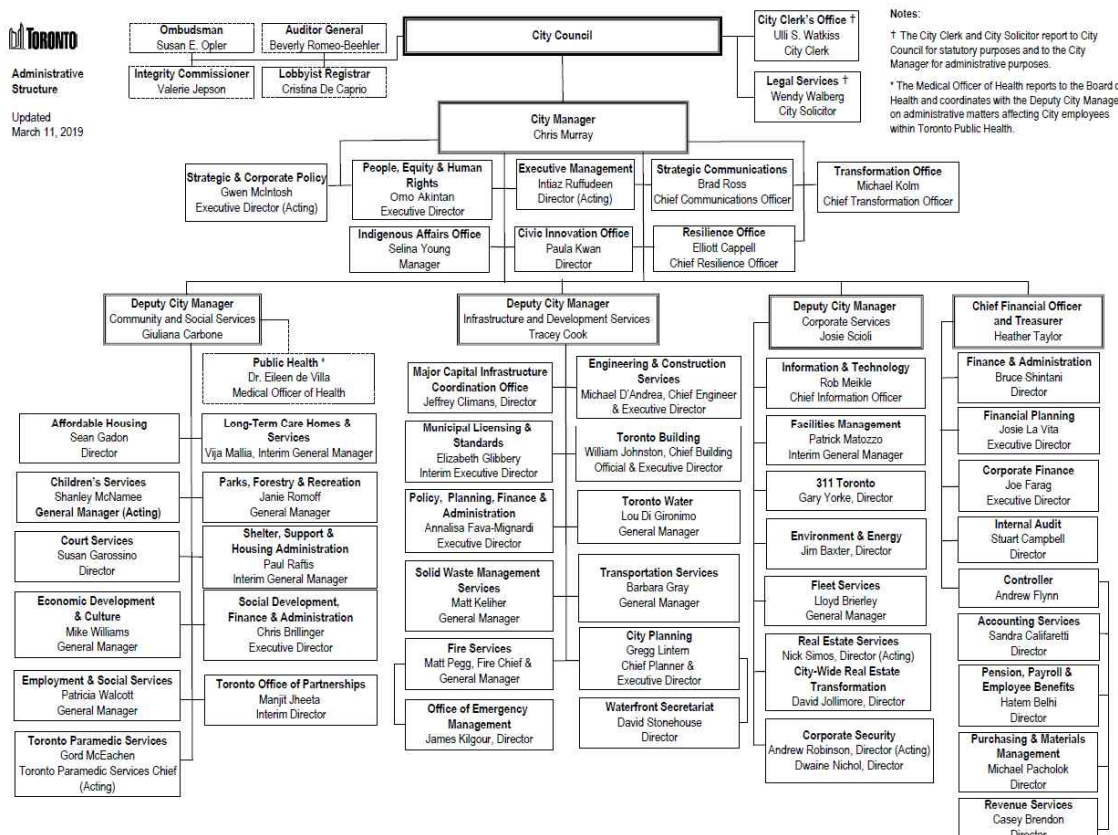 TORONTO
Administrative
Structure
Updated
March 11, 2019
Ombudsman
Susan E. Opler
Auditor General
Beverly Romeo-Beehler
Integrity Commissioner
Valerie Jepson
Lobbyist Registrar
Cristina De Caprio
City Council
City Clerk's Office †
Ulli S. Watkiss
City Clerk
Legal Services †
Wendy Walberg
City Solicitor
Notes:
† The City Clerk and City Solicitor report to City
Council for statutory purposes and to the City
Manager for administrative purposes.
* The Medical Officer of Health reports to the Board o
Health and coordinates with the Deputy City Manage
on administrative matters affecting City employees
within Toronto Public Health.
City Manager
Chris Murray
Strategic & Corporate Policy
Gwen McIntosh
Executive Director (Acting)
People, Equity & Human
Rights
Omo Akintan
Executive Director
Executive Management
Intiaz Ruffudeen
Director (Acting)
Strategic Communications
Brad Ross
Chief Communications Officer
Transformation Office
Michael Kolm
Chief Transformation Officer
Indigenous Affairs Office
Selina Young
Manager
Civic Innovation Office
Paula Kwan
Director
Resilience Office
Elliott Cappell
Chief Resilience Officer
Deputy City Manager
Community and Social Services
Giuliana Carbone
Public Health *
Dr. Eileen de Villa
Medical Officer of Health
Affordable Housing
Sean Gadon
Director
Long-Term Care Homes &
Services
Vija Mallia, Interim General Manager
Children's Services
Shanley McNamee
General Manager (Acting)
Parks, Forestry & Recreation
Janie Romoff
General Manager
Court Services
Susan Garossino
Director
Shelter, Support &
Housing Administration
Paul Raftis
Interim General Manager
Economic Development
& Culture
Mike Williams
General Manager
Social Development,
Finance & Administration
Chris Brillinger
Executive Director
Employment & Social Services
Patricia Walcott
General Manager
Toronto Office of Partnerships
Manjit Jheeta
Interim Director
Toronto Paramedic Services
Gord McEachen
Toronto Paramedic Services Chief
(Acting)
Deputy City Manager
Infrastructure and Development Services
Tracey Cook
Major Capital Infrastructure
Coordination Office
Jeffrey Climans, Director
Engineering & Construction
Services
Michael D'Andrea, Chief Engineer
& Executive Director
Municipal Licensing &
Standards
Elizabeth Glibbery
Interim Executive Director
Toronto Building
William Johnston, Chief Building
Official & Executive Director
Policy, Planning, Finance &
Administration
Annalisa Fava-Mignardi
Executive Director
Toronto Water
Lou Di Gironimo
General Manager
Solid Waste Management
Services
Matt Keliher
General Manager
Transportation Services
Barbara Gray
General Manager
Fire Services
Matt Pegg, Fire Chief &
General Manager
City Planning
Gregg Lintern
Chief Planner &
Executive Director
Office of Emergency
Management
James Kilgour, Director
Waterfront Secretariat
David Stonehouse
Director
Deputy City Manager
Corporate Services
Josie Scioli
Information & Technology
Rob Meikle
Chief Information Officer
Facilities Management
Patrick Matozzo
Interim General Manager
311 Toronto
Gary Yorke, Director
Environment & Energy
Jim Baxter, Director
Fleet Services
Lloyd Brierley
General Manager
Real Estate Services
Nick Simos, Director (Acting)
City-Wide Real Estate
Transformation
David Jollimore, Director
Corporate Security
Andrew Robinson, Director (Acting)
Dwaine Nichol, Director
Chief Financial Officer
and Treasurer
Heather Taylor
Finance & Administration
Bruce Shintani
Director
Financial Planning
Josie La Vita
Executive Director
Corporate Finance
Joe Farag
Executive Director
Internal Audit
Stuart Campbell
Director
Controller
Andrew Flynn
Accounting Services
Sandra Califaretti
Director
Pension, Payroll &
Employee Benefits
Hatem Belhi
Director
Purchasing & Materials
Management
Michael Pacholok
Director
Revenue Services
Casey Brendon
Director